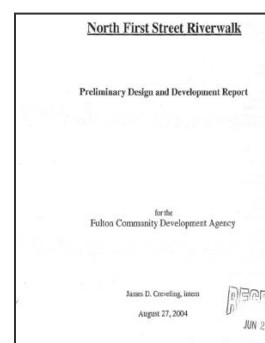 North First Street Riverwalk
Preliminary Design and Development Report
for the
Fulton Community Development Agency
James D. Creveling, intern
August 27, 2004
JUN 2